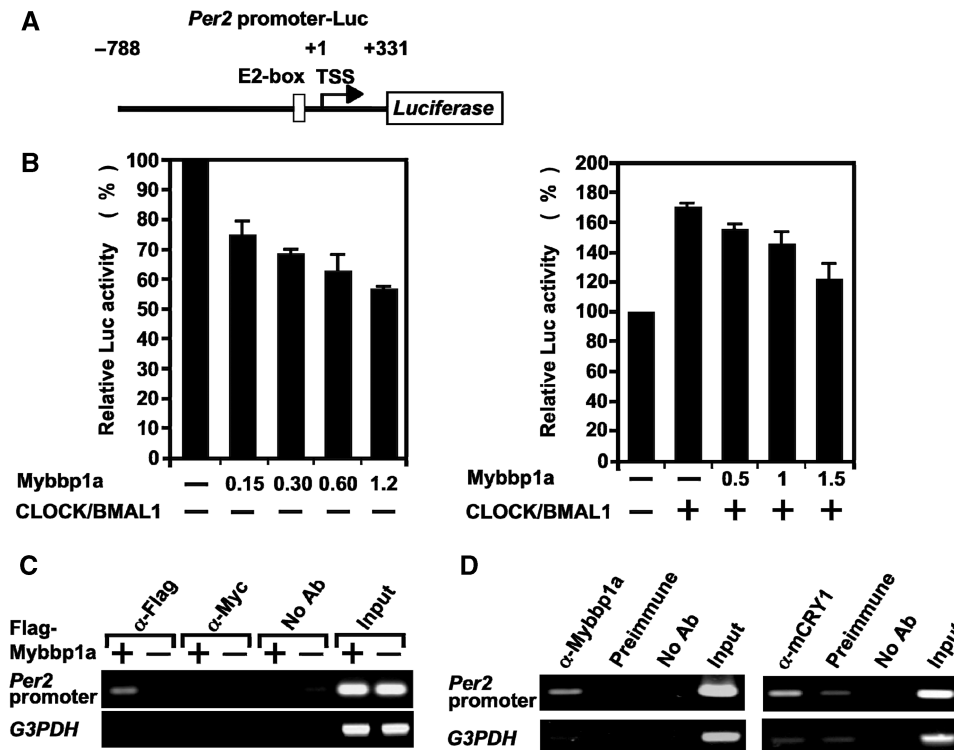 A
Per2 promoter-Luc
–788 +1 +331
E2-box TSS
Luciferase
B
Relative Luc activity (%)
100
90
80
70
60
50
40
30
20
10
0
Mybbp1a — 0.15 0.30 0.60 1.2
CLOCK/BMAL1 — — — — —
Relative Luc activity (%)
200
180
160
140
120
100
80
60
40
20
0
Mybbp1a — — 0.5 1 1.5
CLOCK/BMAL1 — + + + +
C
α-Flag α-Myc No Ab Input
Flag-
Mybbp1a + — + — + — + —
Per2
promoter
G3PDH
D
α-Mybbp1a Preimmune No Ab Input α-mCRY1 Preimmune No Ab Input
Per2
promoter
G3PDH